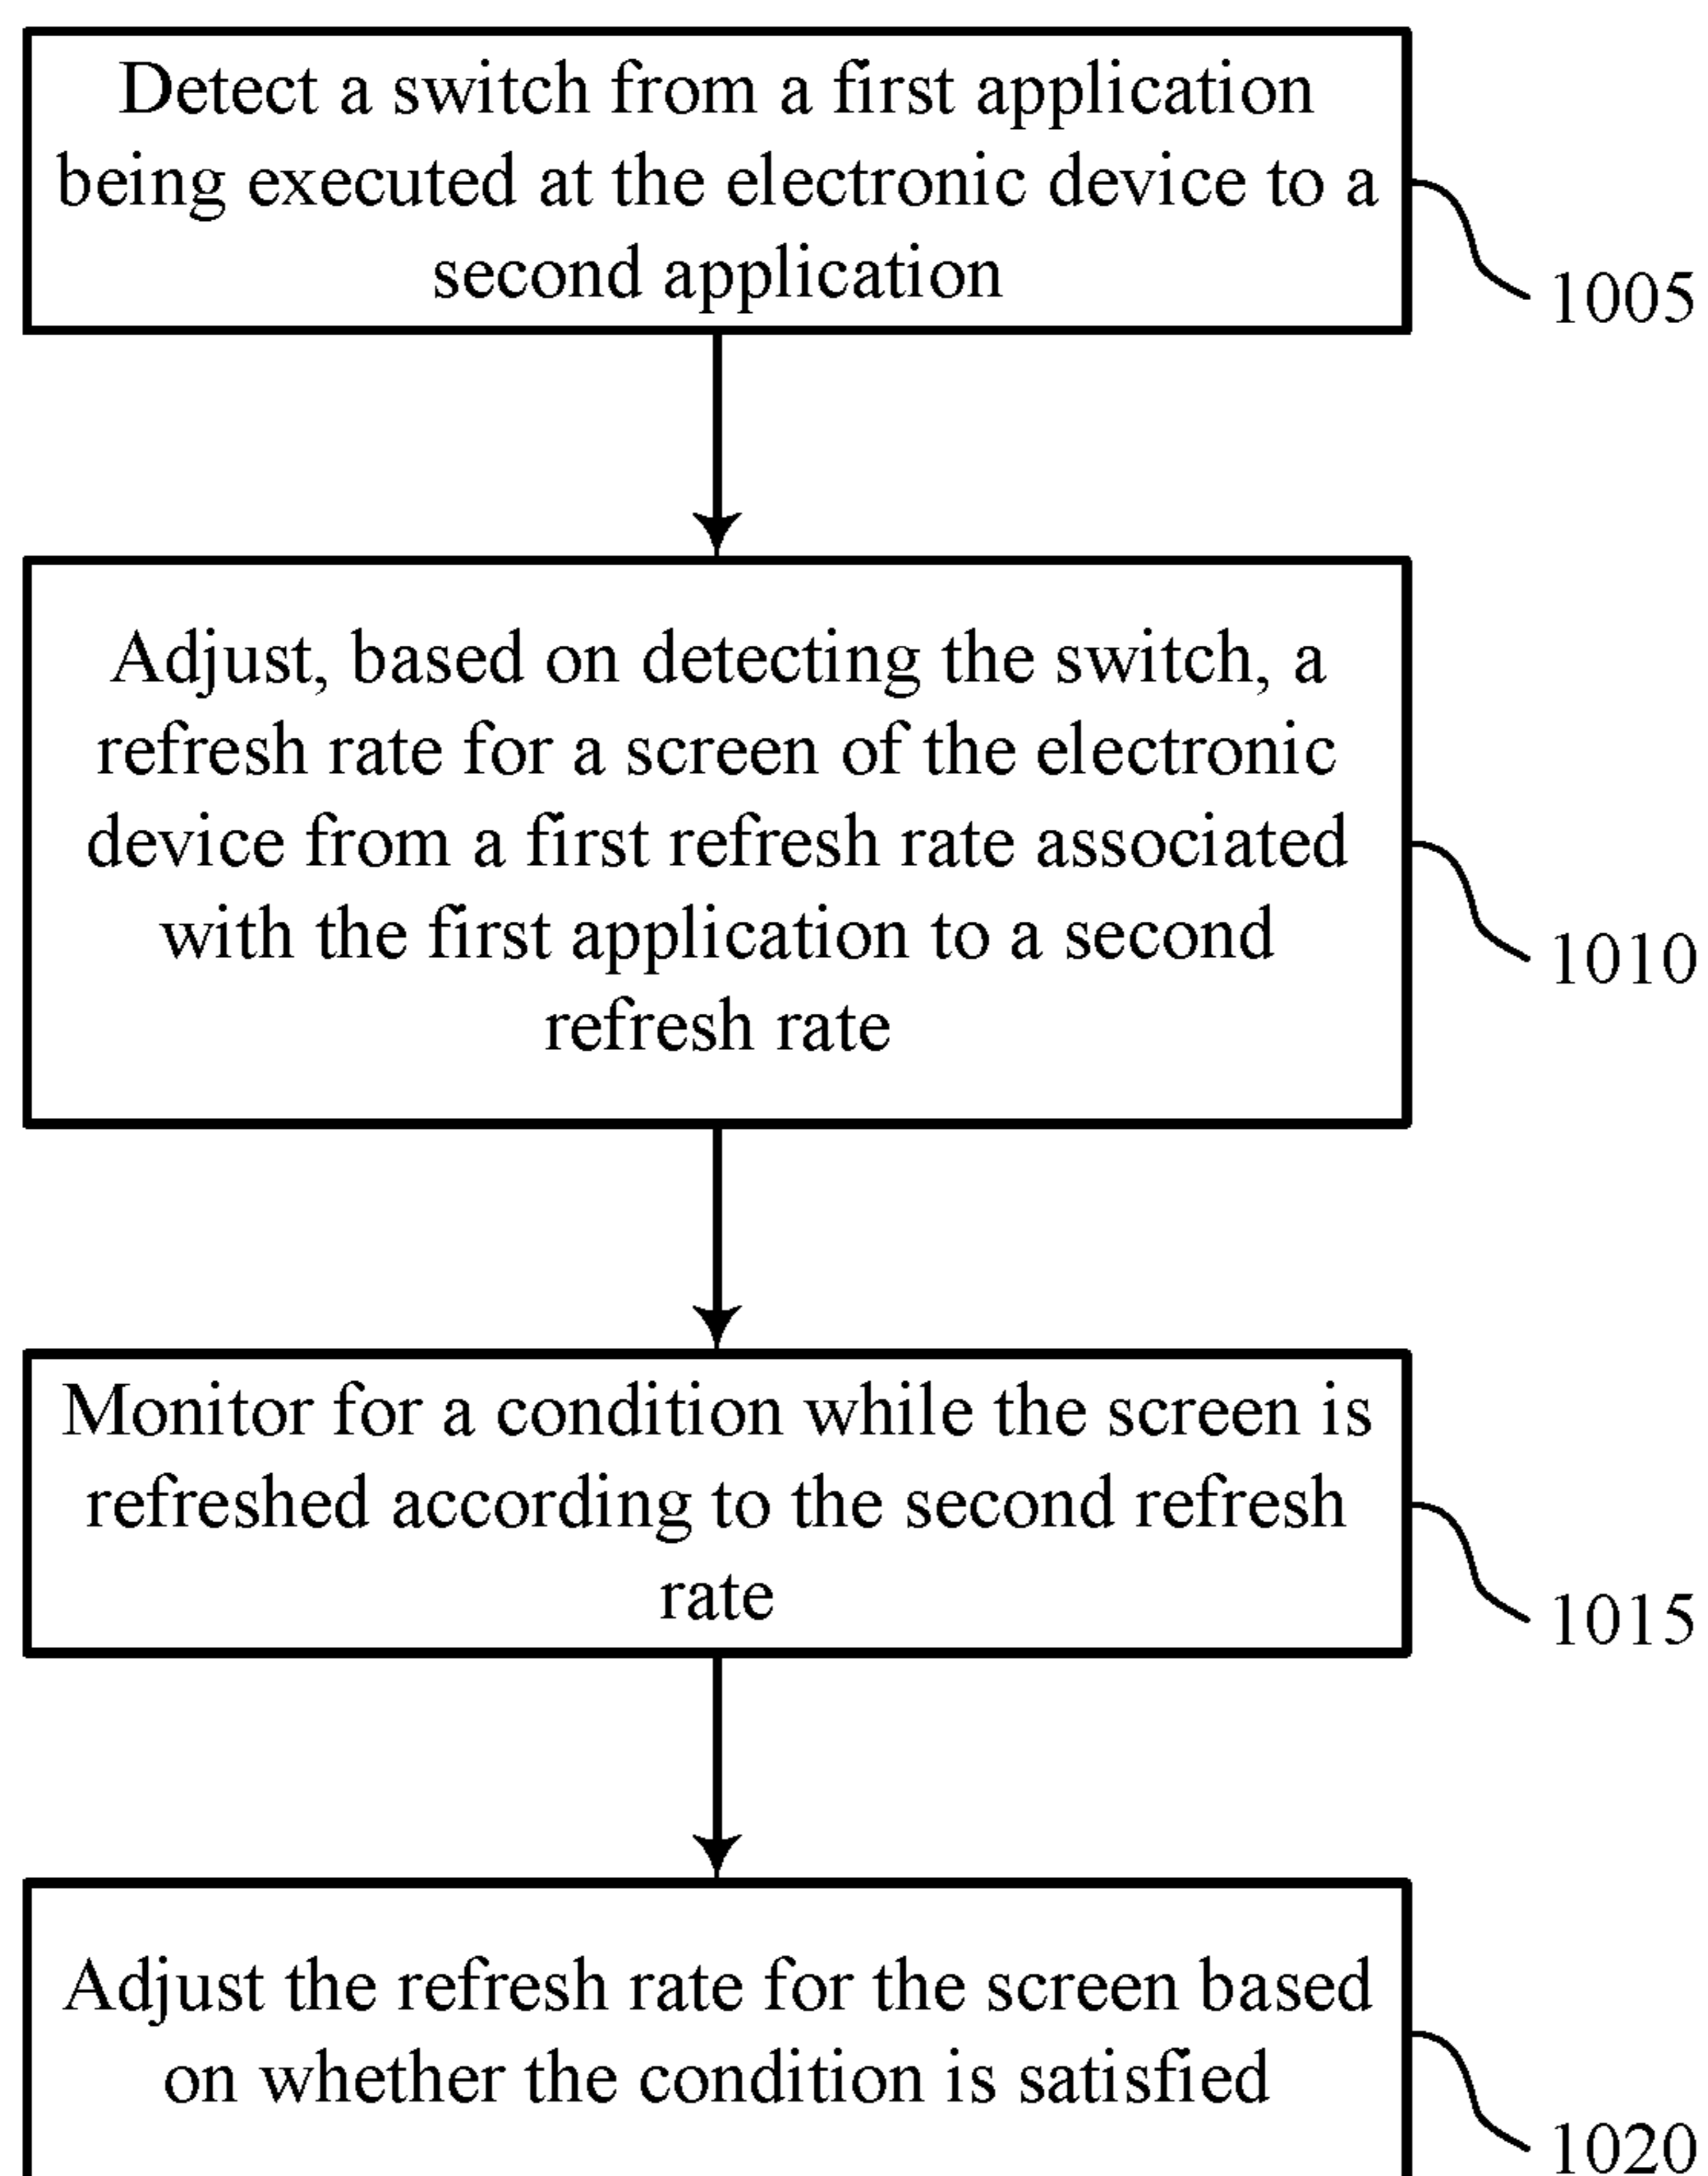 Detect a switch from a first application
being executed at the electronic device to a
second application
1005
Adjust, based on detecting the switch, a
refresh rate for a screen of the electronic
device from a first refresh rate associated
with the first application to a second
refresh rate
1010
Monitor for a condition while the screen is
refreshed according to the second refresh
rate
1015
Adjust the refresh rate for the screen based
on whether the condition is satisfied
1020